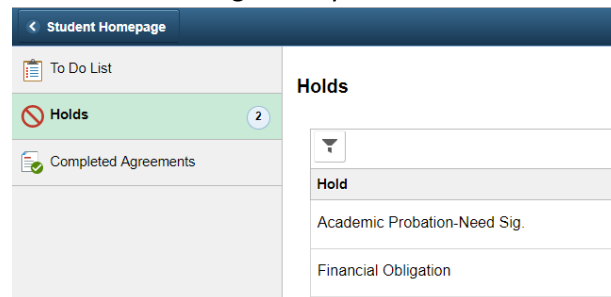 Student Homepage
To Do List
Holds
2
Completed Agreements
Holds
Hold
Academic Probation-Need Sig.
Financial Obligation